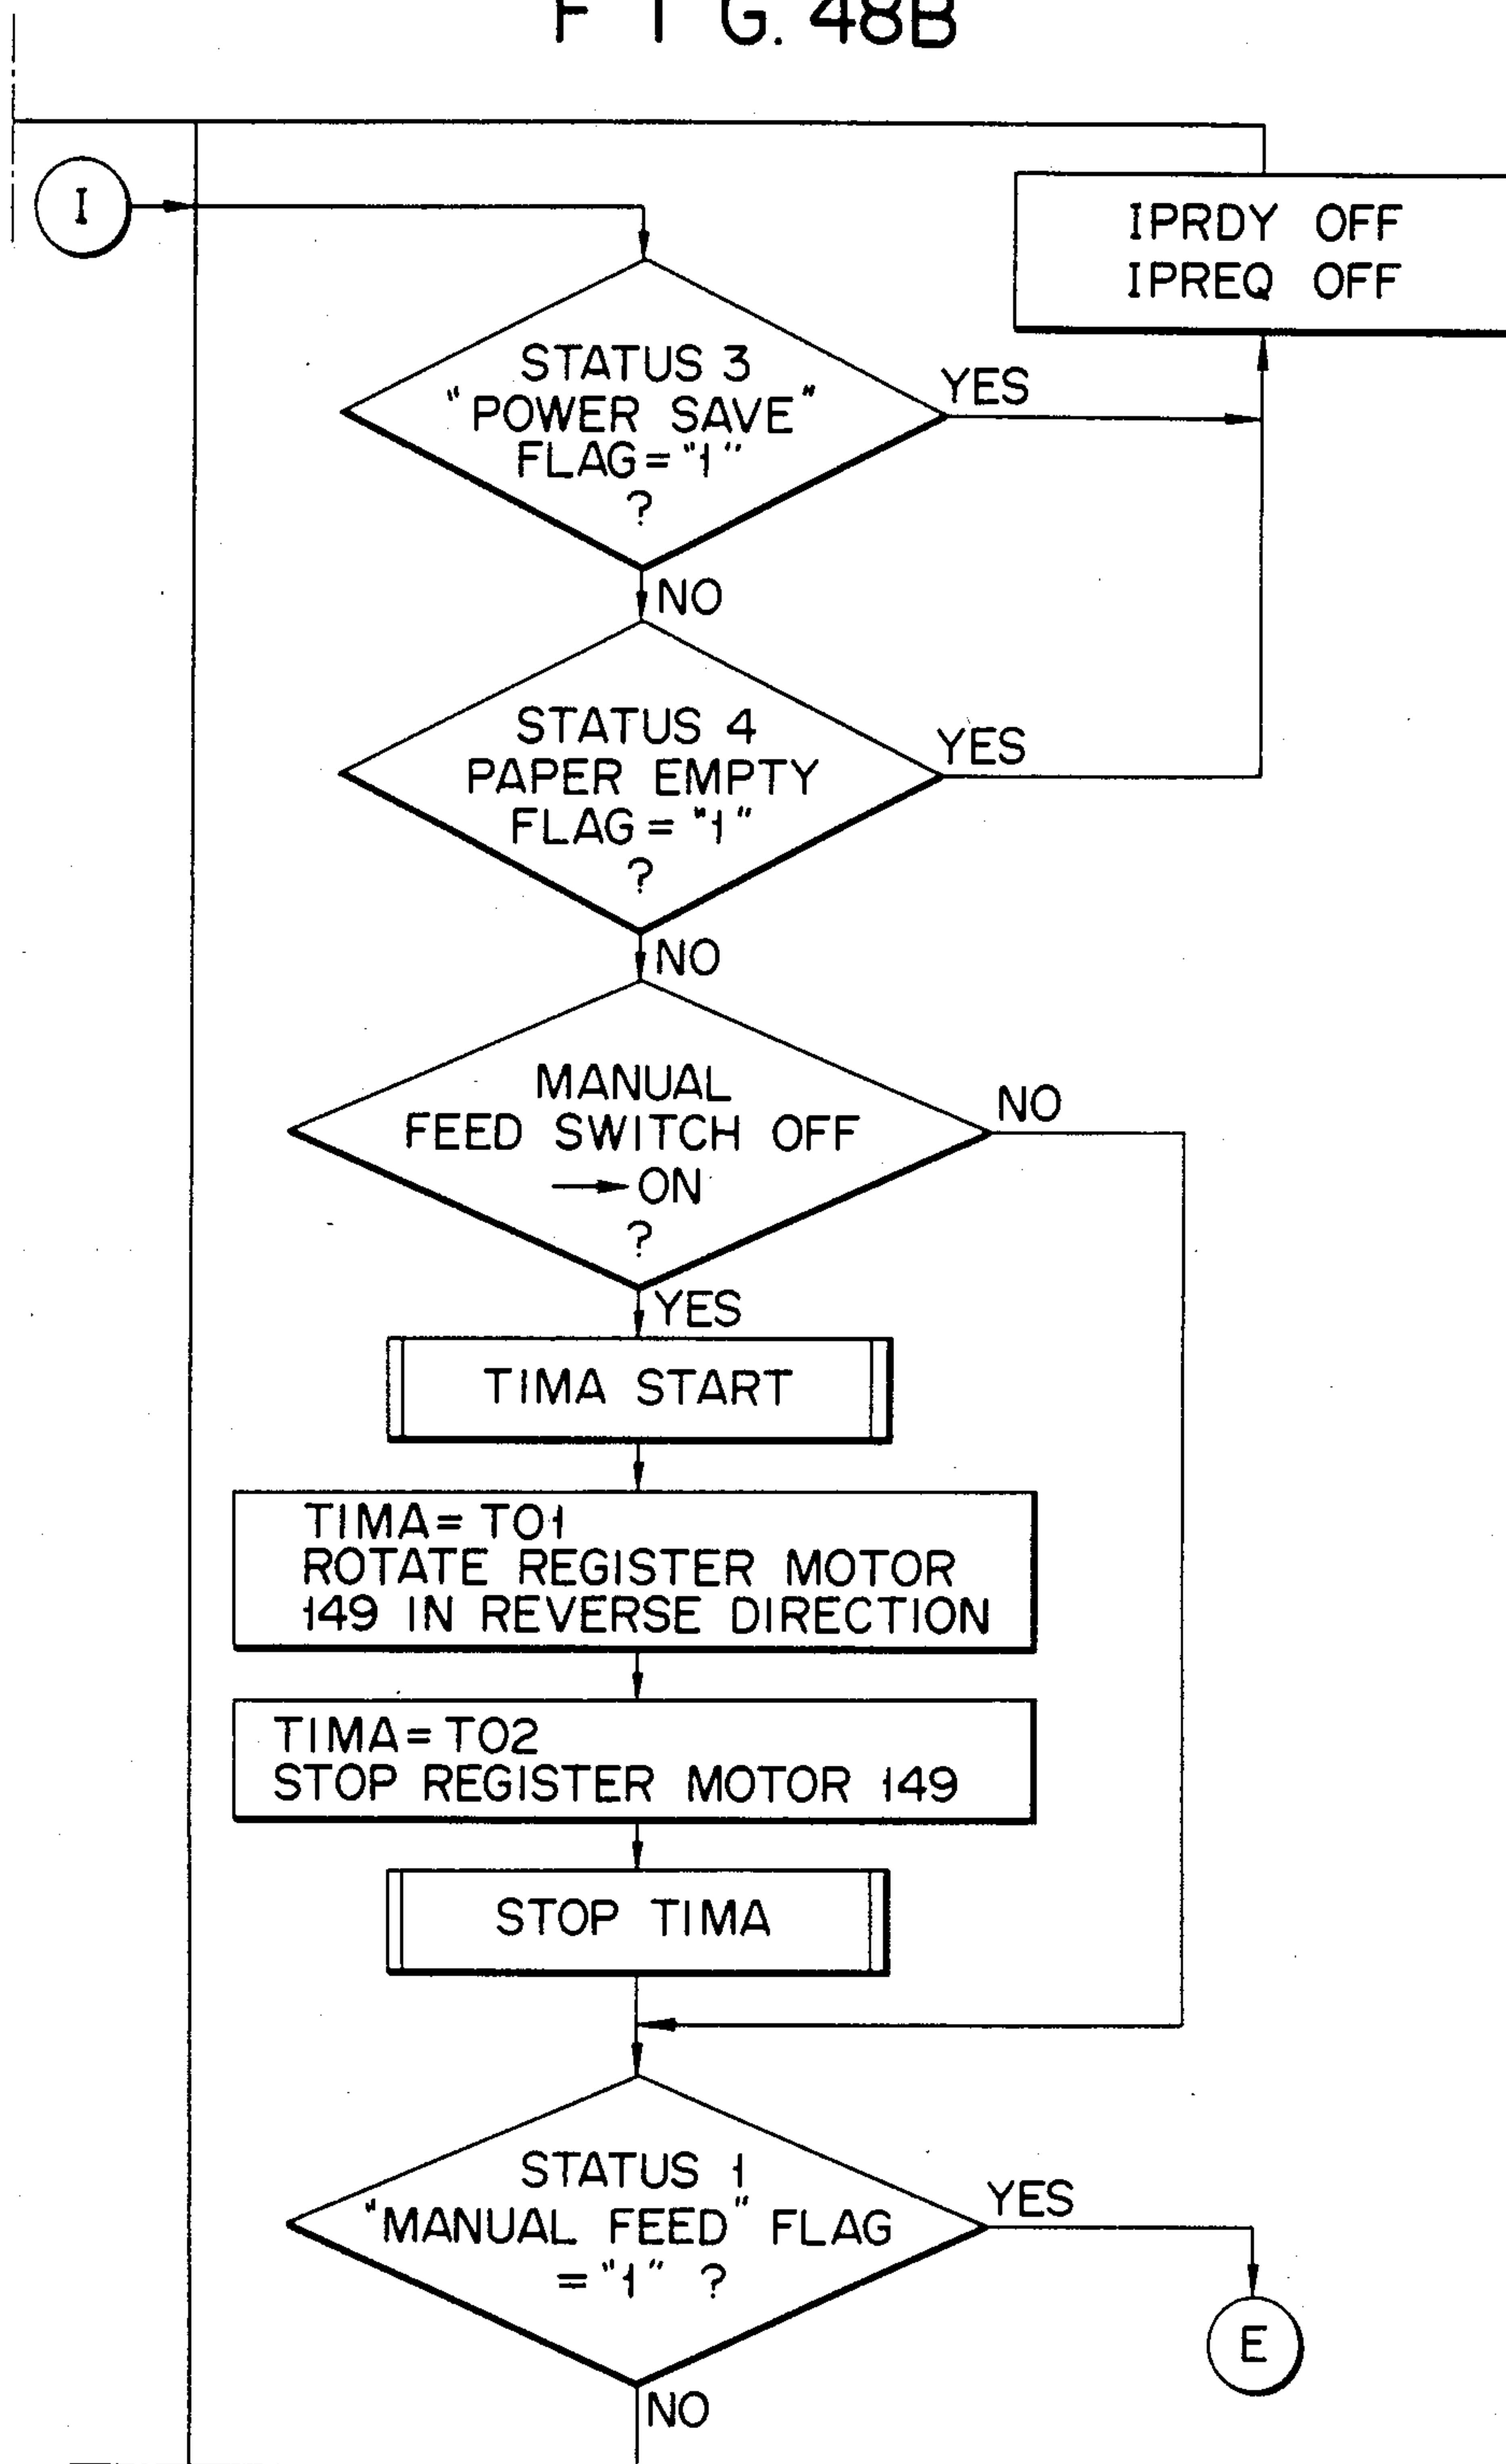 F I G. 48B
I
IPRDY OFF
IPREQ OFF
STATUS 3
"POWER SAVE"
FLAG="1"
?
YES
NO
STATUS 4
PAPER EMPTY
FLAG="1"
?
YES
NO
MANUAL
FEED SWITCH OFF
→ ON
?
NO
YES
TIMA START
TIMA=TO1
ROTATE REGISTER MOTOR
149 IN REVERSE DIRECTION
TIMA=TO2
STOP REGISTER MOTOR 149
STOP TIMA
STATUS 1
"MANUAL FEED" FLAG
="1" ?
YES
E
NO